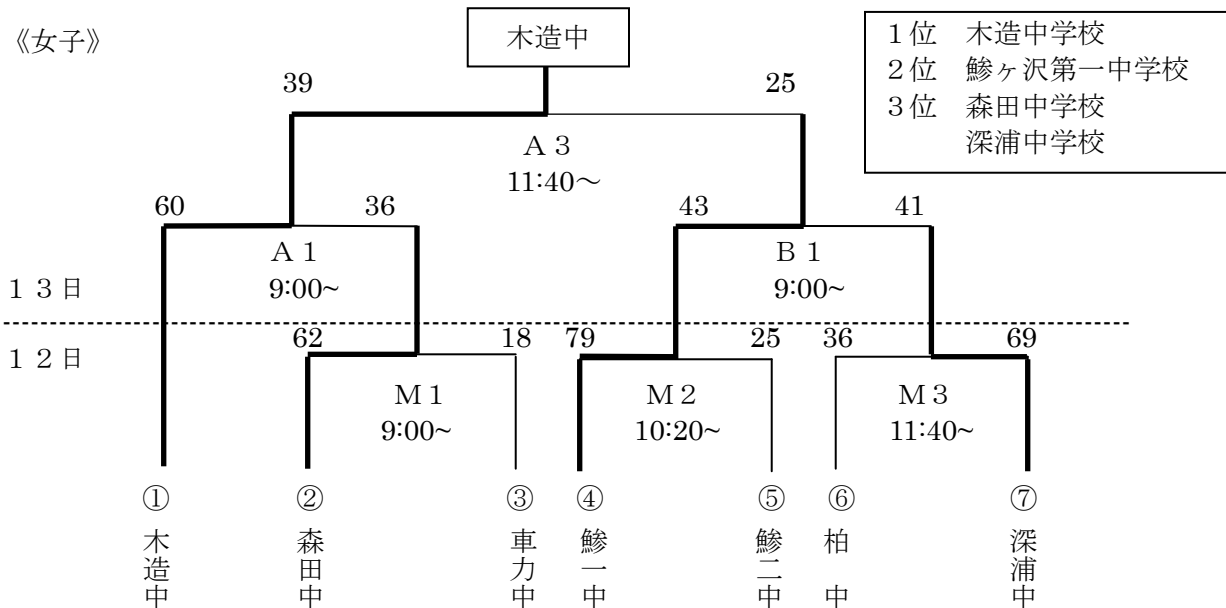 《女子》
木造中
1位 木造中学校
2位 鯵ヶ沢第一中学校
3位 森田中学校
深浦中学校
39 25
A3
11:40～
60 36 43 41
A1 B1
9:00~ 9:00~
13日
12日
62 18 79 25 36 69
M1 M2 M3
9:00~ 10:20~ 11:40~
① ② ③ ④ ⑤ ⑥ ⑦
木造中 森田中 車力中 鯵一中 鯵二中 柏 中 深浦中